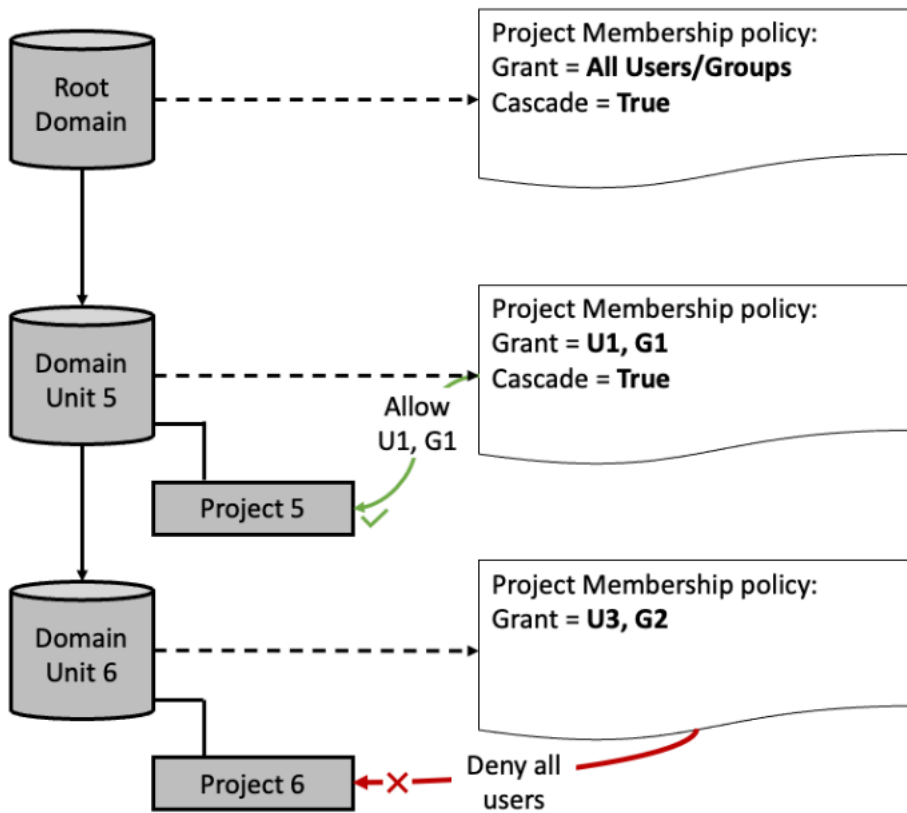 Root
Domain
Project Membership policy:
Grant = All Users/Groups
Cascade = True
Domain
Unit 5
Project Membership policy:
Grant = U1, G1
Cascade = True
Allow
U1, G1
Project 5
Domain
Unit 6
Project Membership policy:
Grant = U3, G2
Project 6
Deny all
users